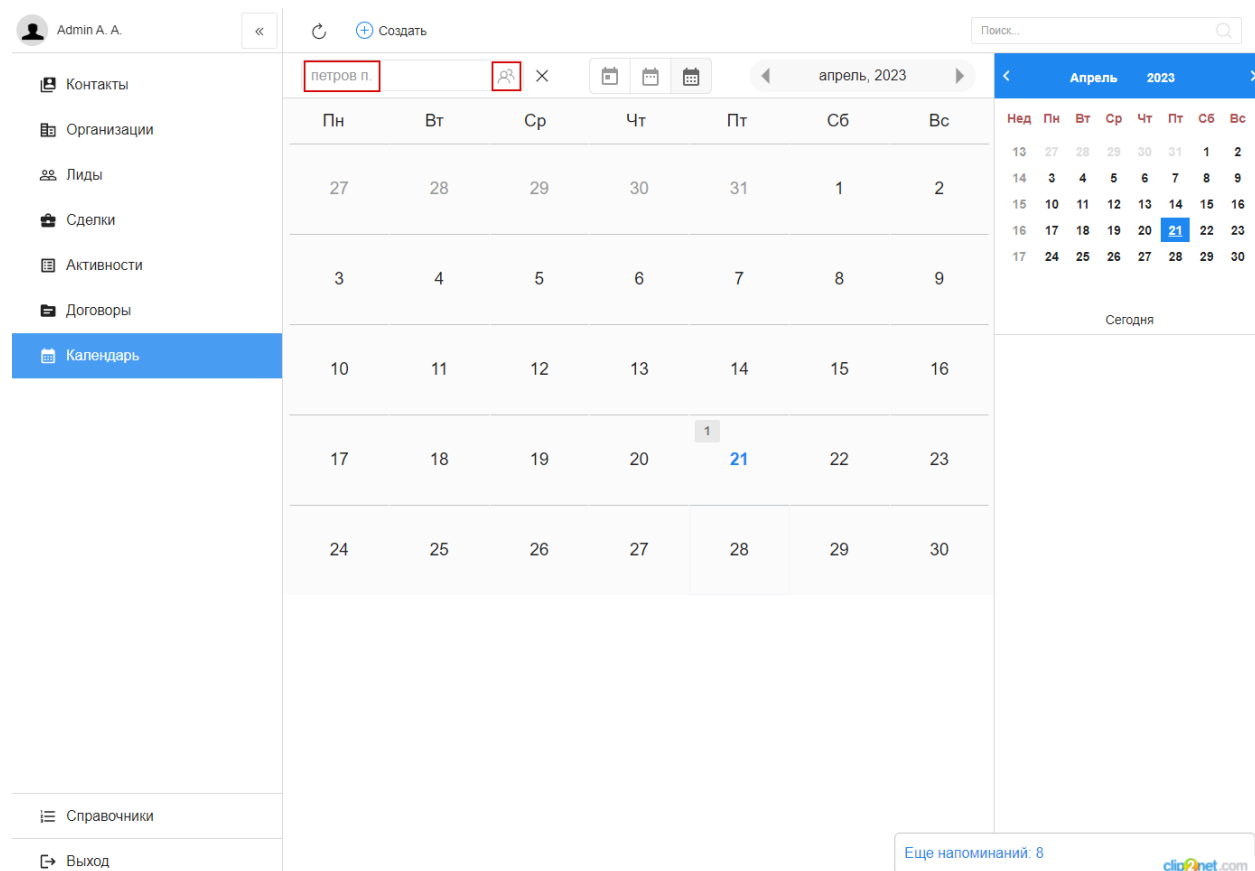 Admin A. A.
«
Создать
Поиск...
Контакты
Организации
Лиды
Сделки
Активности
Договоры
Календарь
Справочники
Выход
петров п.
апрель, 2023
Пн Вт Ср Чт Пт Сб Вс
27 28 29 30 31 1 2
3 4 5 6 7 8 9
10 11 12 13 14 15 16
1
17 18 19 20 21 22 23
24 25 26 27 28 29 30
Апрель 2023
Нед Пн Вт Ср Чт Пт Сб Вс
13 27 28 29 30 31 1 2
14 3 4 5 6 7 8 9
15 10 11 12 13 14 15 16
16 17 18 19 20 21 22 23
17 24 25 26 27 28 29 30
Сегодня
Еще напоминаний: 8
clip2net.com